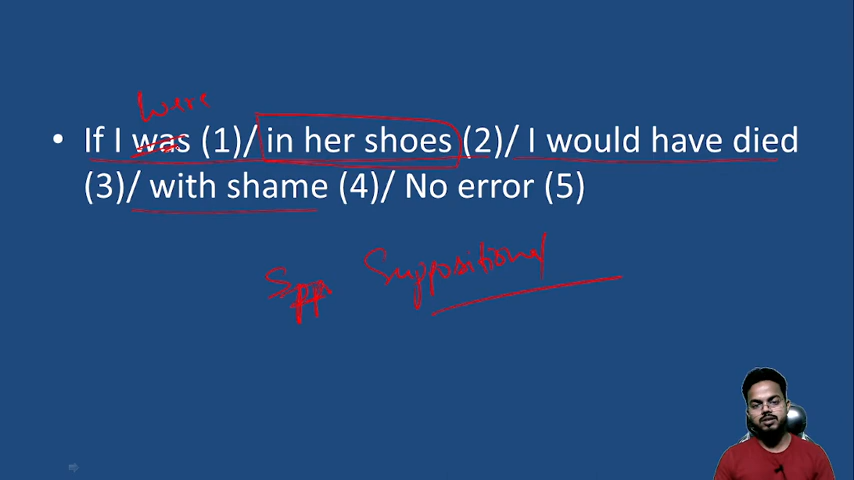 were
• If I was (1)/ in her shoes (2)/ I would have died
(3)/ with shame (4)/ No error (5)
Spp Suppositional